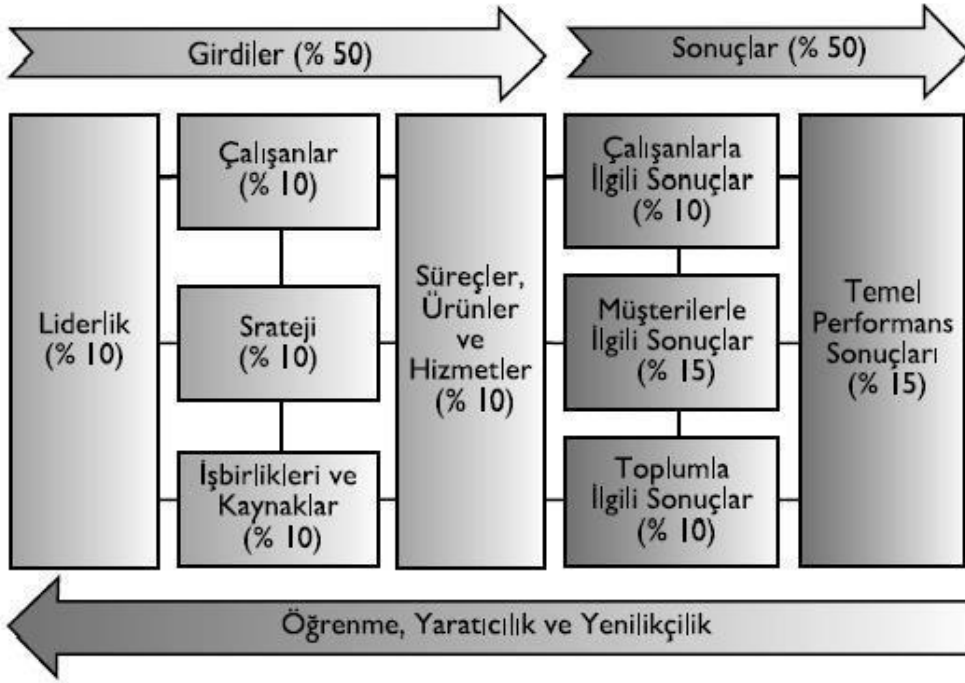 Girdiler (% 50)
Sonuçlar (% 50)
Liderlik
(% 10)
Çalışanlar
(% 10)
Srateji
(% 10)
İşbirlikleri ve
Kaynaklar
(% 10)
Süreçler,
Ürünler
ve
Hizmetler
(% 10)
Çalışanlarla
İlgili Sonuçlar
(% 10)
Müşterilerle
İlgili Sonuçlar
(% 15)
Toplumla
İlgili Sonuçlar
(% 10)
Temel
Performans
Sonuçları
(% 15)
Öğrenme, Yaratıcılık ve Yenilikçilik